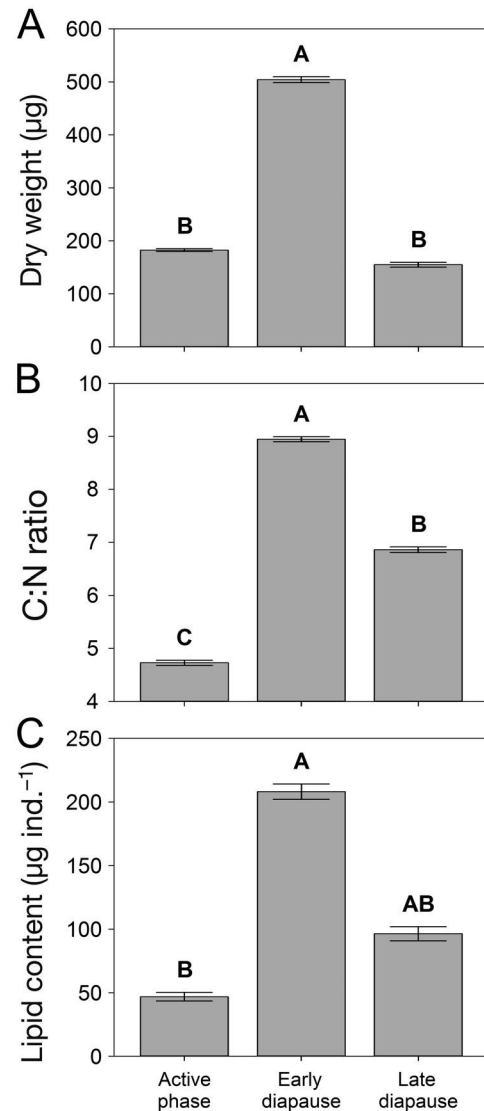 A
Dry weight (µg)
600
500
400
300
200
100
0
B
A
B
B
C:N ratio
10
9
8
7
6
5
4
C
A
B
C
Lipid content (µg ind.⁻¹)
250
200
150
100
50
0
B
A
AB
Active
phase
Early
diapause
Late
diapause